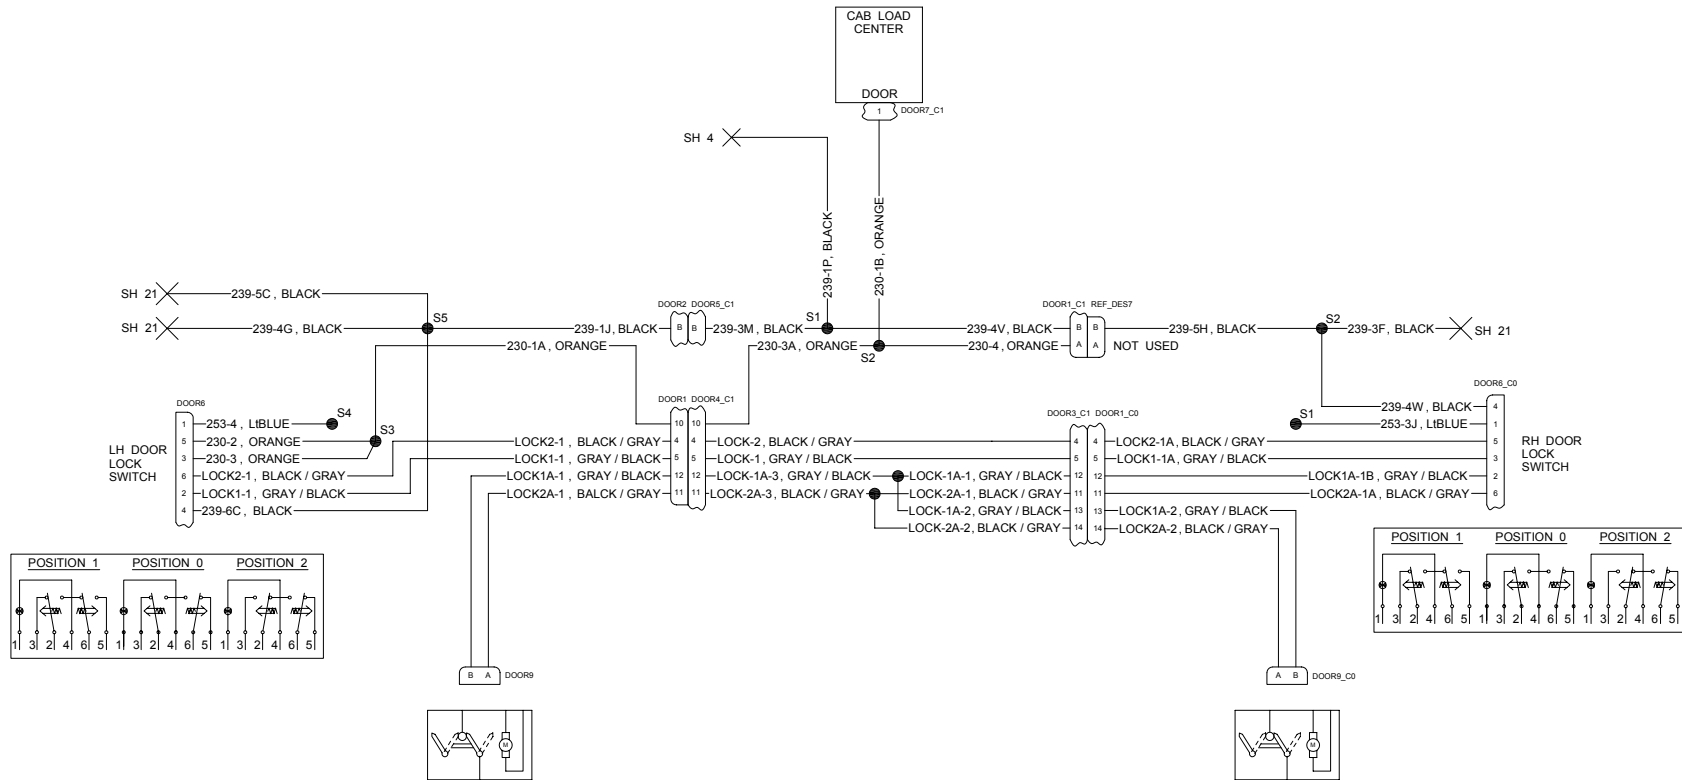 CAB LOAD
CENTER
DOOR
1
DOOR7_C1
SH 4
239-1P, BLACK
230-1B, ORANGE
SH 21
239-5C, BLACK
SH 21
239-4G, BLACK
S5
239-1J, BLACK
DOOR2
DOOR5_C1
B
B
239-3M, BLACK
S1
239-4V, BLACK
DOOR1_C1
REF_DES7
B
B
239-5H, BLACK
S2
239-3F, BLACK
SH 21
230-1A, ORANGE
230-3A, ORANGE
S2
230-4, ORANGE
A
A
NOT USED
DOOR6
LH DOOR
LOCK
SWITCH
1
253-4, LtBLUE
S4
5
230-2, ORANGE
S3
3
230-3, ORANGE
6
LOCK2-1, BLACK / GRAY
2
LOCK1-1, GRAY / BLACK
4
239-6C, BLACK
DOOR1
DOOR4_C1
10
10
LOCK2-1, BLACK / GRAY
4
4
LOCK-2, BLACK / GRAY
LOCK1-1, GRAY / BLACK
5
5
LOCK-1, GRAY / BLACK
LOCK1A-1, GRAY / BLACK
12
12
LOCK-1A-3, GRAY / BLACK
LOCK-1A-1, GRAY / BLACK
LOCK2A-1, BALCK / GRAY
11
11
LOCK-2A-3, BLACK / GRAY
LOCK-2A-1, BLACK / GRAY
LOCK-1A-2, GRAY / BLACK
LOCK-2A-2, BLACK / GRAY
DOOR3_C1
DOOR1_C0
4
4
LOCK2-1A, BLACK / GRAY
5
5
LOCK1-1A, GRAY / BLACK
12
12
LOCK1A-1B, GRAY / BLACK
11
11
LOCK2A-1A, BLACK / GRAY
13
13
LOCK1A-2, GRAY / BLACK
14
14
LOCK2A-2, BLACK / GRAY
DOOR6_C0
239-4W, BLACK
4
S1
253-3J, LtBLUE
1
5
3
2
6
RH DOOR
LOCK
SWITCH
POSITION 1
POSITION 0
POSITION 2
1 3 2 4 6 5
1 3 2 4 6 5
1 3 2 4 6 5
POSITION 1
POSITION 0
POSITION 2
1 3 2 4 6 5
1 3 2 4 6 5
1 3 2 4 6 5
B A
DOOR9
M
A B
DOOR9_C0
M